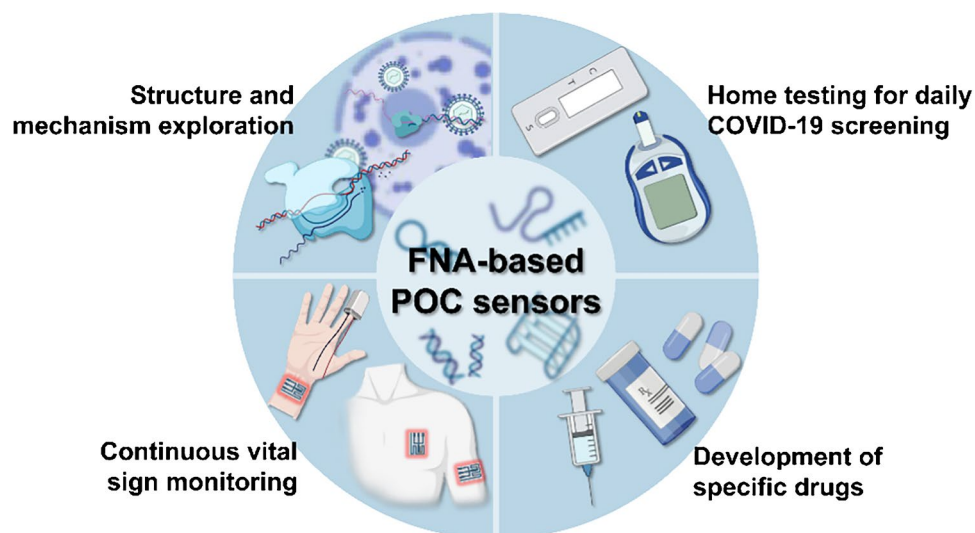 Structure and
mechanism exploration
Home testing for daily
COVID-19 screening
C
T
S
FNA-based
POC sensors
Continuous vital
sign monitoring
Rx
Development of
specific drugs